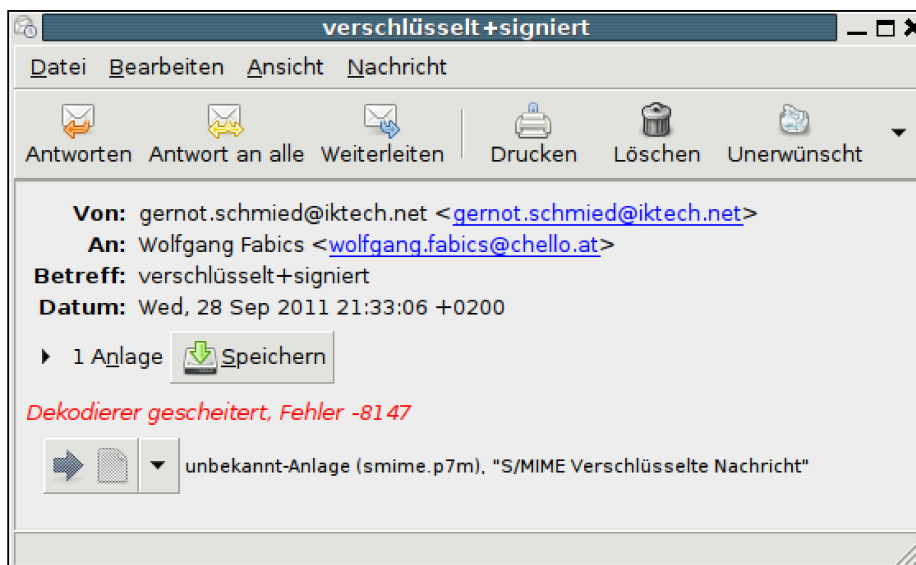 verschlüsselt+signiert
Datei Bearbeiten Ansicht Nachricht
Antworten Antwort an alle Weiterleiten Drucken Löschen Unerwünscht
Von: gernot.schmied@iktech.net <gernot.schmied@iktech.net>
An: Wolfgang Fabics <wolfgang.fabics@chello.at>
Betreff: verschlüsselt+signiert
Datum: Wed, 28 Sep 2011 21:33:06 +0200
1 Anlage Speichern
Dekodierer gescheitert, Fehler -8147
unbekannt-Anlage (smime.p7m), "S/MIME Verschlüsselte Nachricht"